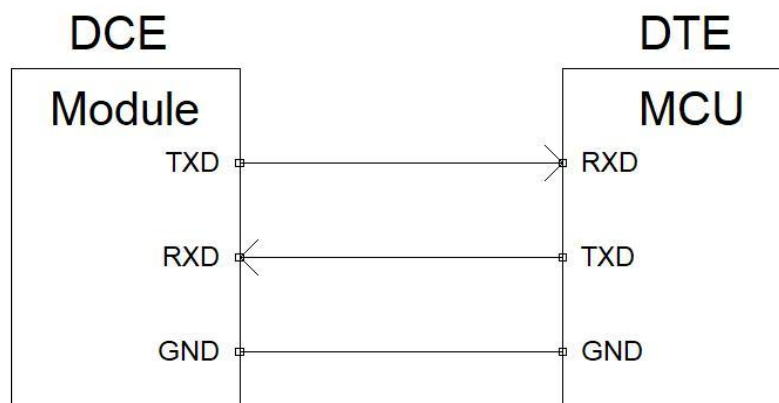 DCE
DTE
Module
MCU
TXD
RXD
RXD
TXD
GND
GND